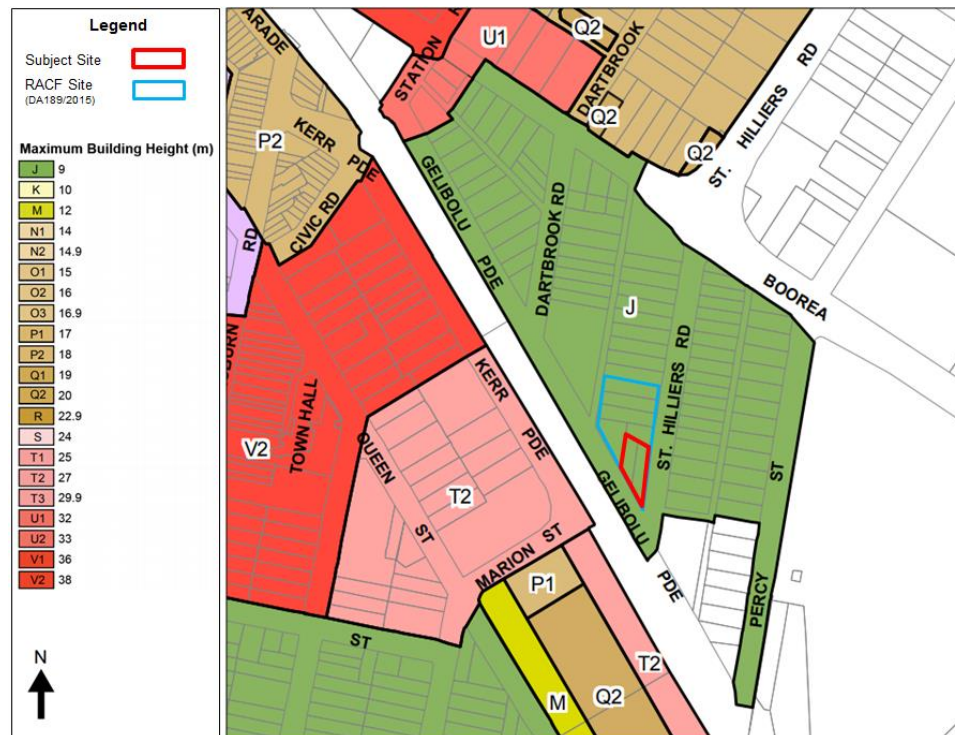 Legend
Subject Site
RACF Site
(DA189/2015)
Maximum Building Height (m)
J 9
K 10
M 12
N1 14
N2 14.9
O1 15
O2 16
O3 16.9
P1 17
P2 18
Q1 19
Q2 20
R 22.9
S 24
T1 25
T2 27
T3 29.9
U1 32
U2 33
V1 36
V2 38
N
ARADE
KERR PDE
P2
CIVIC RD
RD
STATION
U1
Q2
DARTBROOK
Q2
Q2
ST. HILLIERS RD
GELIBOLU PDE
DARTBROOK RD
J
BOOREA
ST. HILLIERS RD
TOWN HALL
V2
QUEEN ST
KERR PDE
T2
GELIBOLU PDE
ST
MARION ST
P1
PERCY
ST
T2
M
Q2